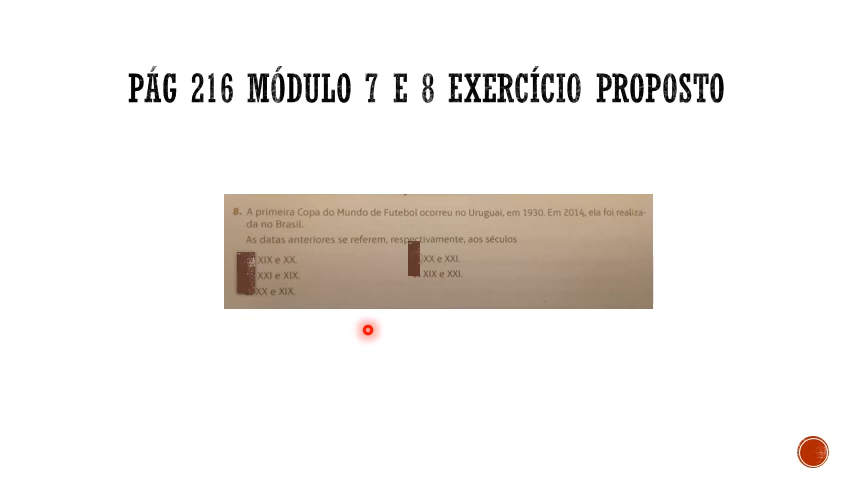 PÁG 216 MÓDULO 7 E 8 EXERCÍCIO PROPOSTO
8. A primeira Copa do Mundo de Futebol ocorreu no Uruguai, em 1930. Em 2014, ela foi realiza-
da no Brasil.
As datas anteriores se referem, respectivamente, aos séculos
XIX e XX.
XXI e XIX.
XX e XIX.
XX e XXI.
XIX e XXI.